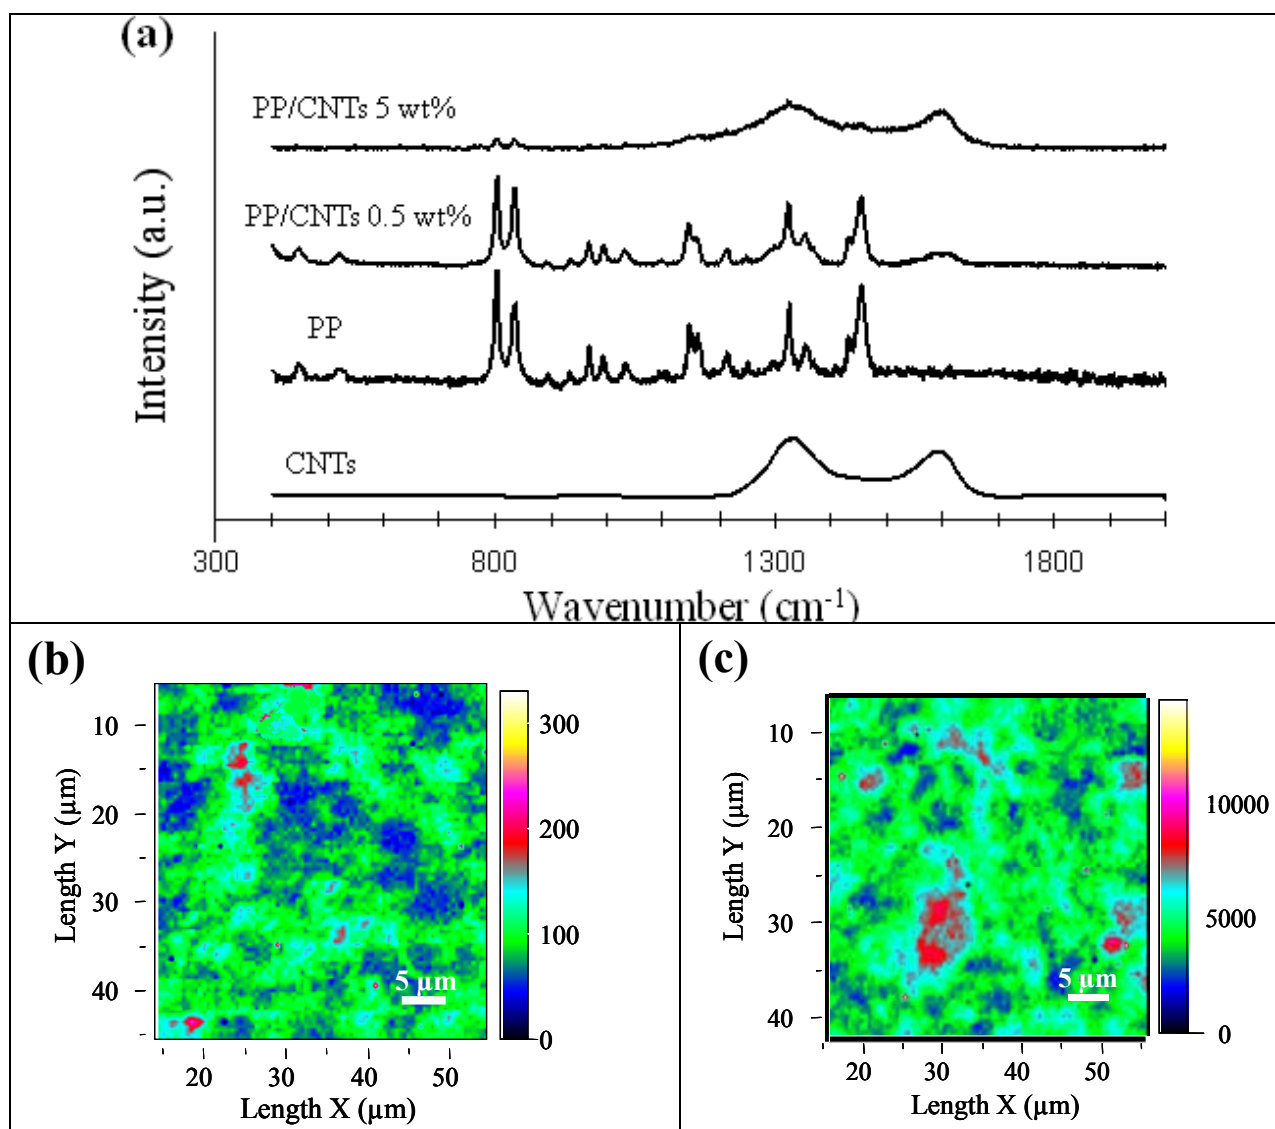 (a)
PP/CNTs 5 wt%
PP/CNTs 0.5 wt%
PP
CNTs
Intensity (a.u.)
300 800 1300 1800
Wavenumber (cm⁻¹)
(b)
300
200
100
0
10
20
30
40
Length Y (μm)
5 μm
20 30 40 50
Length X (μm)
(c)
10000
5000
0
10
20
30
40
Length Y (μm)
5 μm
20 30 40 50
Length X (μm)